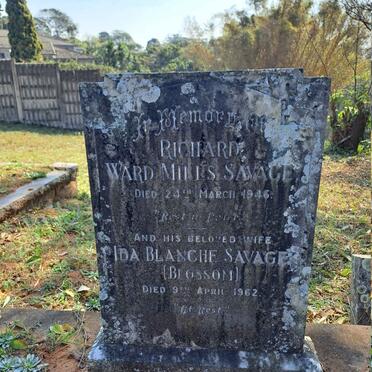 In Memory of
Richard
Ward Miles Savage
Died 24th March 1946
"Rest in Peace"
And his beloved wife
Ida Blanche Savage
(Blossom)
Died 9th April 1962
"At Rest"